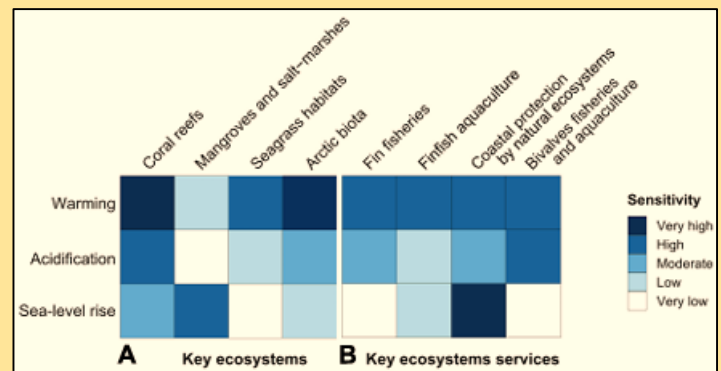 Coral reefs
Mangroves and salt-marshes
Seagrass habitats
Arctic biota
Fin fisheries
Finfish aquaculture
Coastal protection
by natural ecosystems
Bivalves fisheries
and aquaculture
Warming
Acidification
Sea-level rise
Sensitivity
Very high
High
Moderate
Low
Very low
A Key ecosystems
B Key ecosystems services